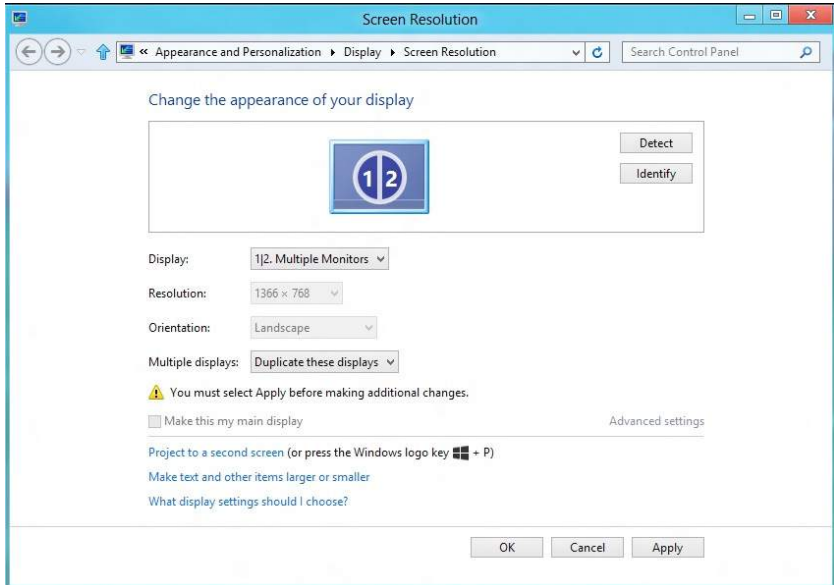 Screen Resolution
« Appearance and Personalization Display Screen Resolution
Search Control Panel
Change the appearance of your display
1|2
Detect
Identify
Display: 1|2. Multiple Monitors
Resolution: 1366 × 768
Orientation: Landscape
Multiple displays: Duplicate these displays
You must select Apply before making additional changes.
Make this my main display Advanced settings
Project to a second screen (or press the Windows logo key + P)
Make text and other items larger or smaller
What display settings should I choose?
OK Cancel Apply